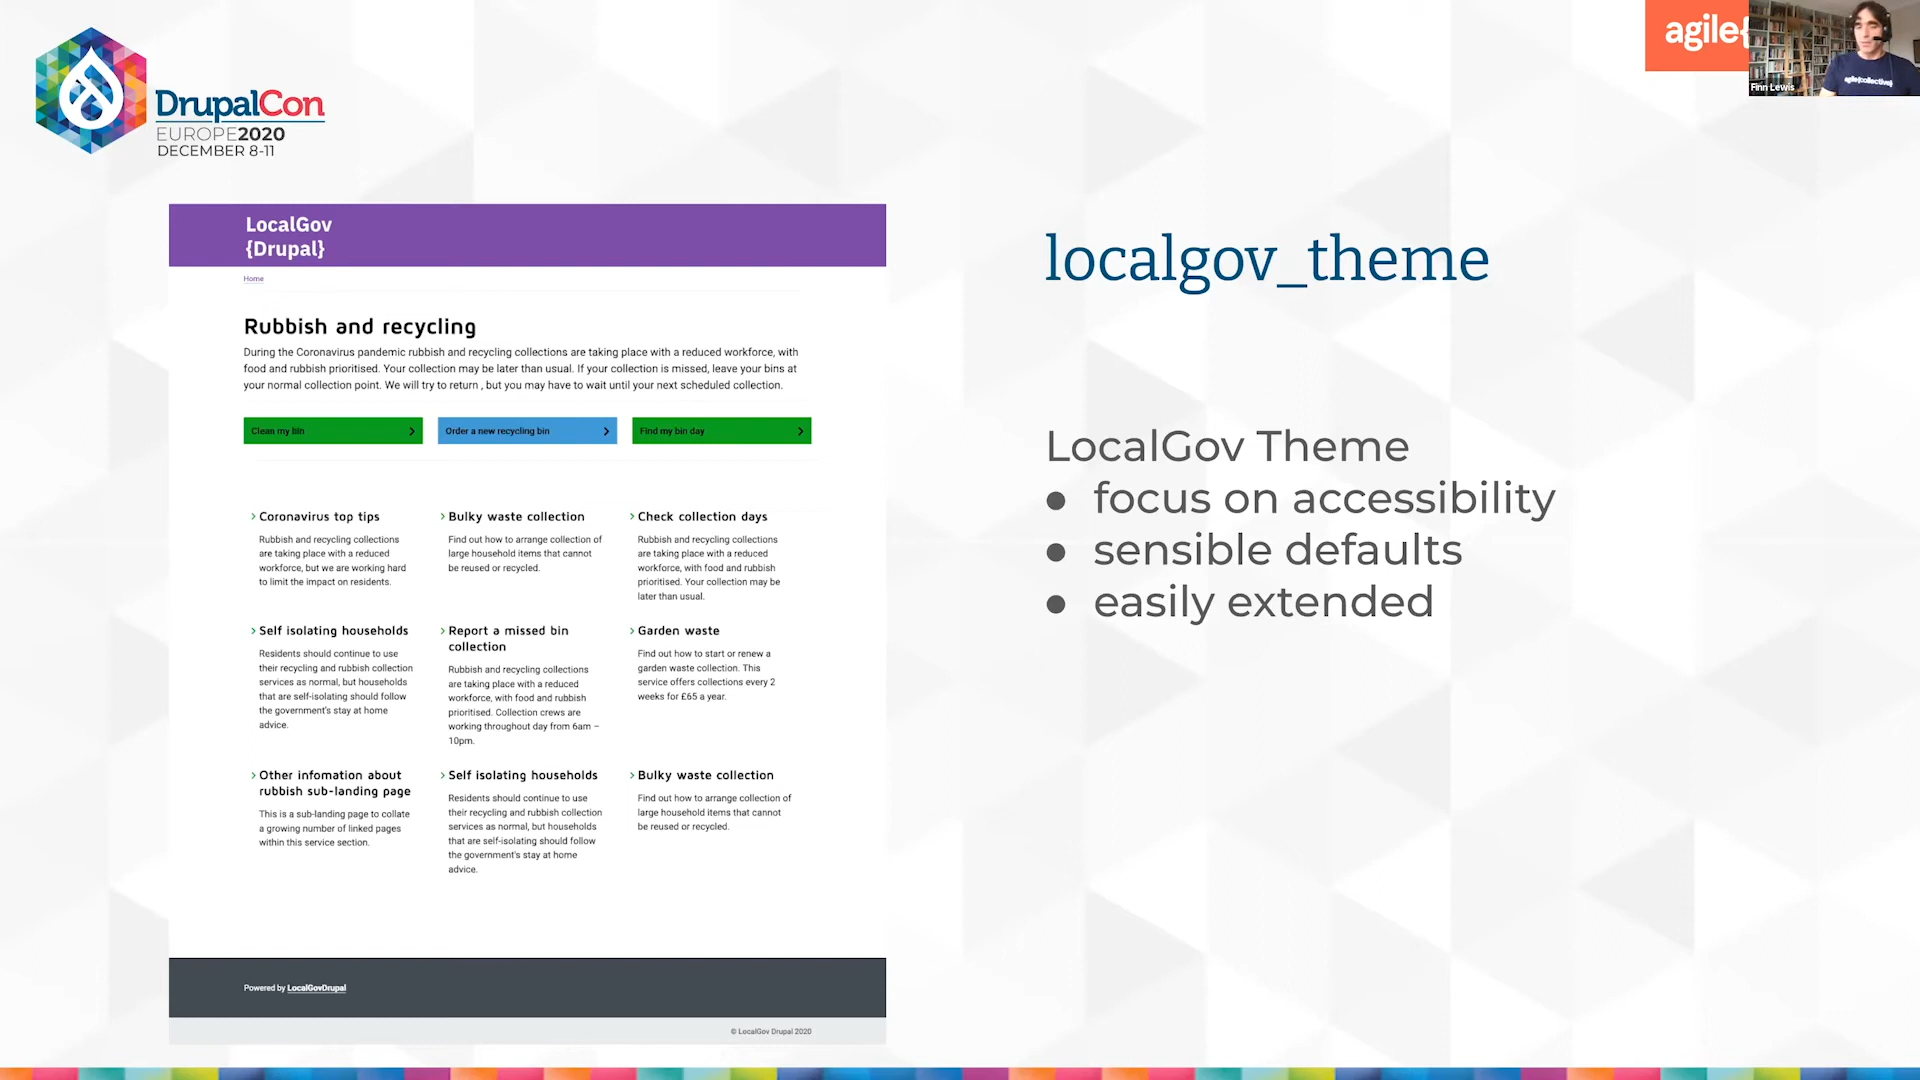 DrupalCon
EUROPE2020
DECEMBER 8-11
agile{
Finn Lewis
agile{collective}
LocalGov
{Drupal}
Home
Rubbish and recycling
During the Coronavirus pandemic rubbish and recycling collections are taking place with a reduced workforce, with
food and rubbish prioritised. Your collection may be later than usual. If your collection is missed, leave your bins at
your normal collection point. We will try to return , but you may have to wait until your next scheduled collection.
Clean my bin
Order a new recycling bin
Find my bin day
Coronavirus top tips
Rubbish and recycling collections
are taking place with a reduced
workforce, but we are working hard
to limit the impact on residents.
Bulky waste collection
Find out how to arrange collection of
large household items that cannot
be reused or recycled.
Check collection days
Rubbish and recycling collections
are taking place with a reduced
workforce, with food and rubbish
prioritised. Your collection may be
later than usual.
Self isolating households
Residents should continue to use
their recycling and rubbish collection
services as normal, but households
that are self-isolating should follow
the government's stay at home
advice.
Report a missed bin
collection
Rubbish and recycling collections
are taking place with a reduced
workforce, with food and rubbish
prioritised. Collection crews are
working throughout day from 6am –
10pm.
Garden waste
Find out how to start or renew a
garden waste collection. This
service offers collections every 2
weeks for £65 a year.
Other infomation about
rubbish sub-landing page
This is a sub-landing page to collate
a growing number of linked pages
within this service section.
Self isolating households
Residents should continue to use
their recycling and rubbish collection
services as normal, but households
that are self-isolating should follow
the government's stay at home
advice.
Bulky waste collection
Find out how to arrange collection of
large household items that cannot
be reused or recycled.
Powered by LocalGovDrupal
© LocalGov Drupal 2020
localgov_theme
LocalGov Theme
● focus on accessibility
● sensible defaults
● easily extended